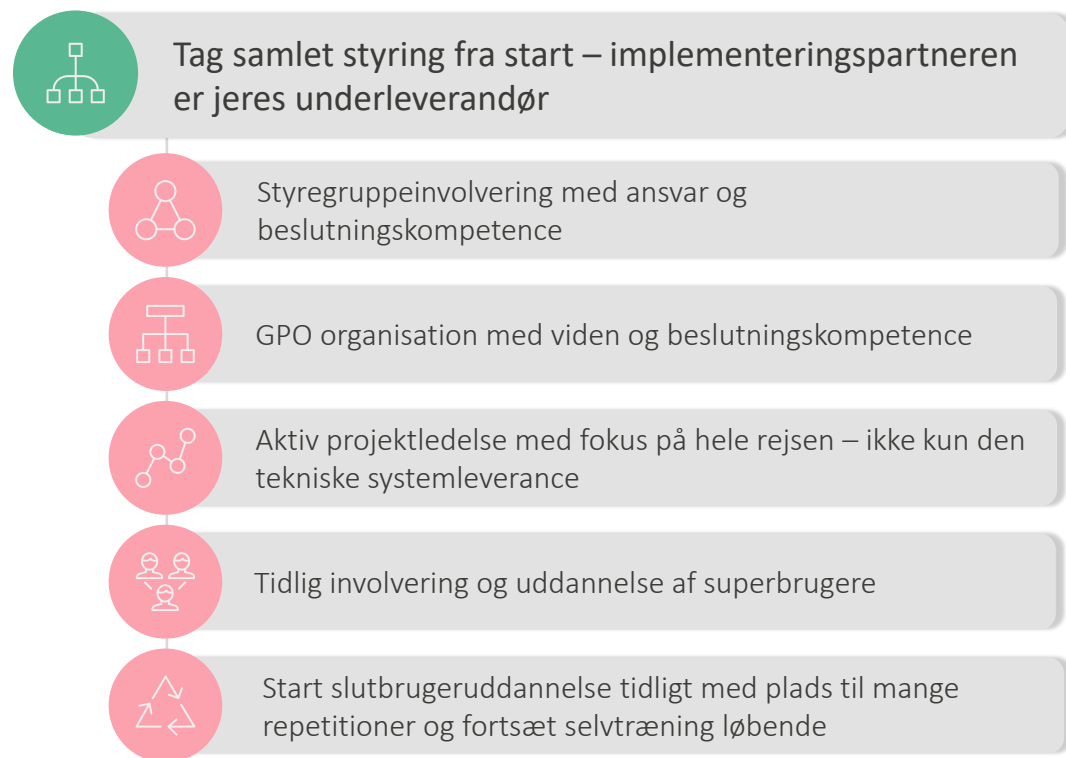 Tag samlet styring fra start – implementeringspartneren
er jeres underleverandør
Styregruppeinvolvering med ansvar og
beslutningskompetence
GPO organisation med viden og beslutningskompetence
Aktiv projektledelse med fokus på hele rejsen – ikke kun den
tekniske systemleverance
Tidlig involvering og uddannelse af superbrugere
Start slutbrugeruddannelse tidligt med plads til mange
repetitioner og fortsæt selvtræning løbende